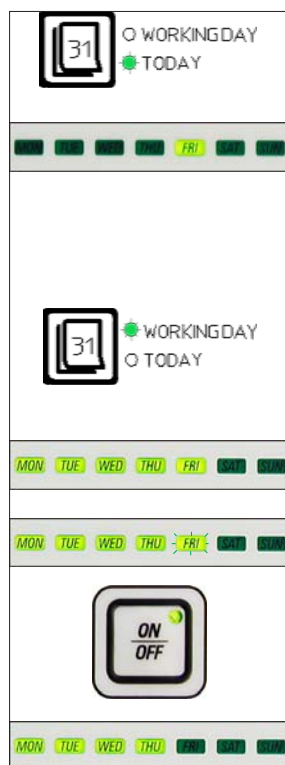 31
WORKINGDAY
TODAY
MON TUE WED THU FRI SAT SUN
31
WORKINGDAY
TODAY
MON TUE WED THU FRI SAT SUN
MON TUE WED THU FRI SAT SUN
ON
OFF
MON TUE WED THU FRI SAT SUN